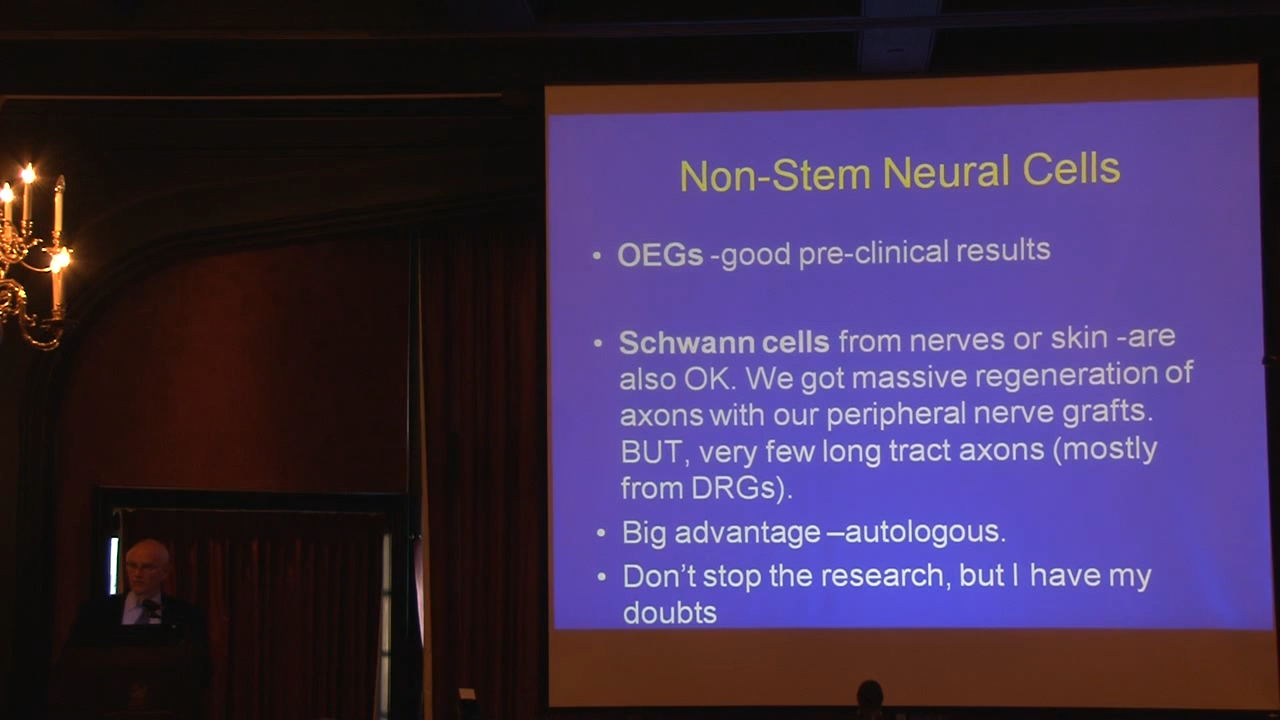 Non-Stem Neural Cells
• OEGs -good pre-clinical results
• Schwann cells from nerves or skin -are
also OK. We got massive regeneration of
axons with our peripheral nerve grafts.
BUT, very few long tract axons (mostly
from DRGs).
• Big advantage –autologous.
• Don't stop the research, but I have my
doubts